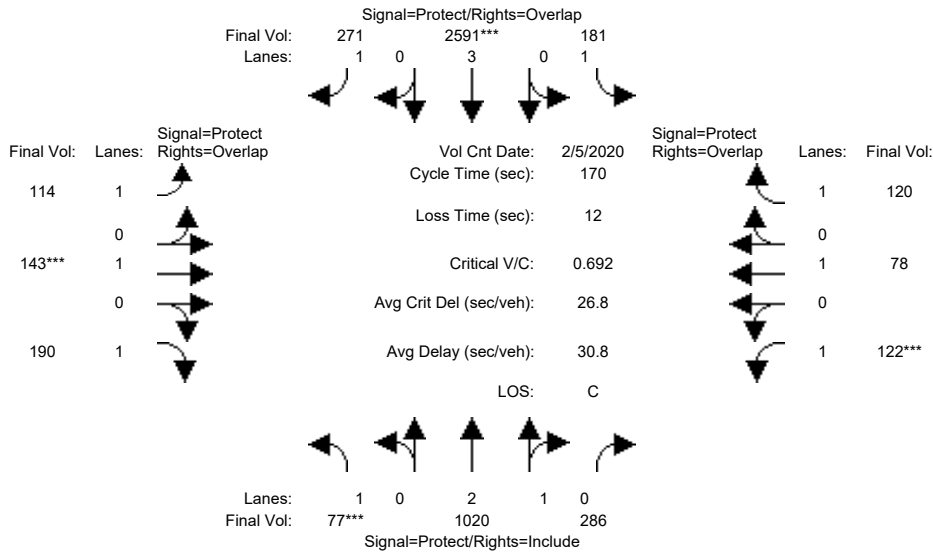 Signal=Protect/Rights=Overlap
Final Vol: 271 2591*** 181
Lanes: 1 0 3 0 1
Signal=Protect Signal=Protect
Final Vol: Lanes: Rights=Overlap Vol Cnt Date: 2/5/2020 Rights=Overlap Lanes: Final Vol:
Cycle Time (sec): 170
114 1 1 120
Loss Time (sec): 12
0 0
143*** 1 Critical V/C: 0.692 1 78
0 Avg Crit Del (sec/veh): 26.8 0
190 1 Avg Delay (sec/veh): 30.8 1 122***
LOS: C
Lanes: 1 0 2 1 0
Final Vol: 77*** 1020 286
Signal=Protect/Rights=Include